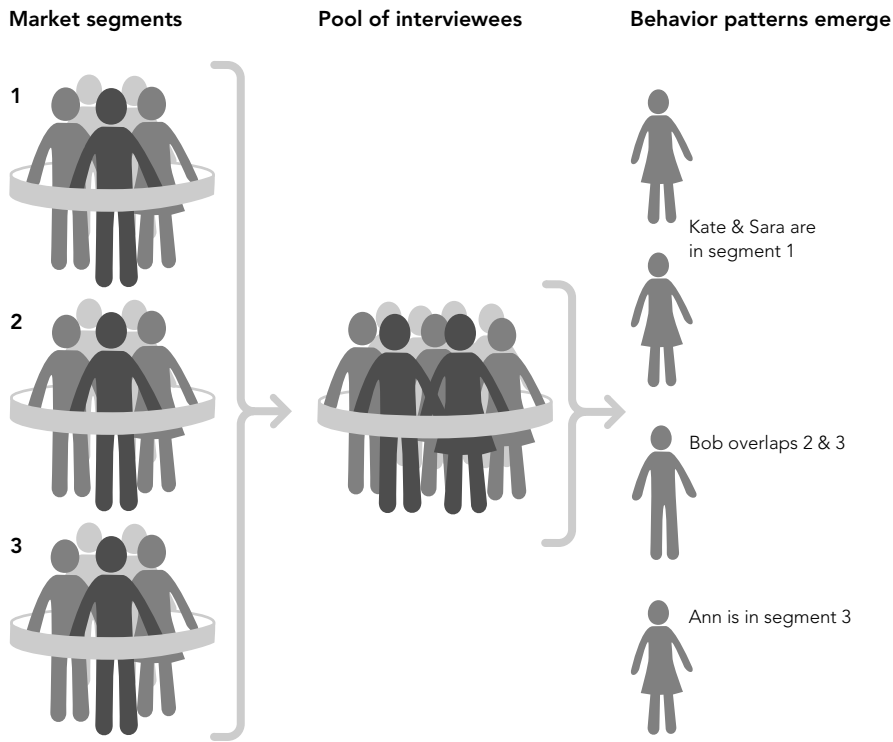 Market segments
Pool of interviewees
Behavior patterns emerge
1
2
3
Kate & Sara are
in segment 1
Bob overlaps 2 & 3
Ann is in segment 3